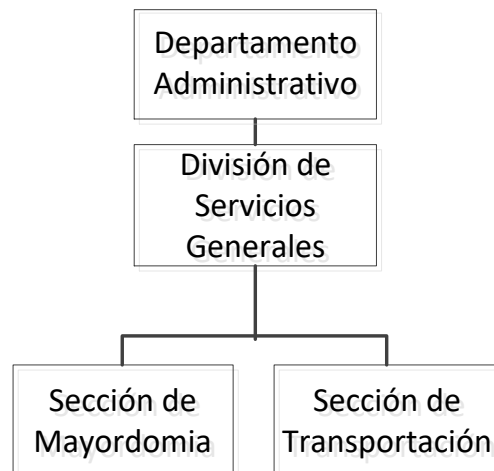 Departamento
Administrativo
División de
Servicios
Generales
Sección de
Mayordomia
Sección de
Transportación